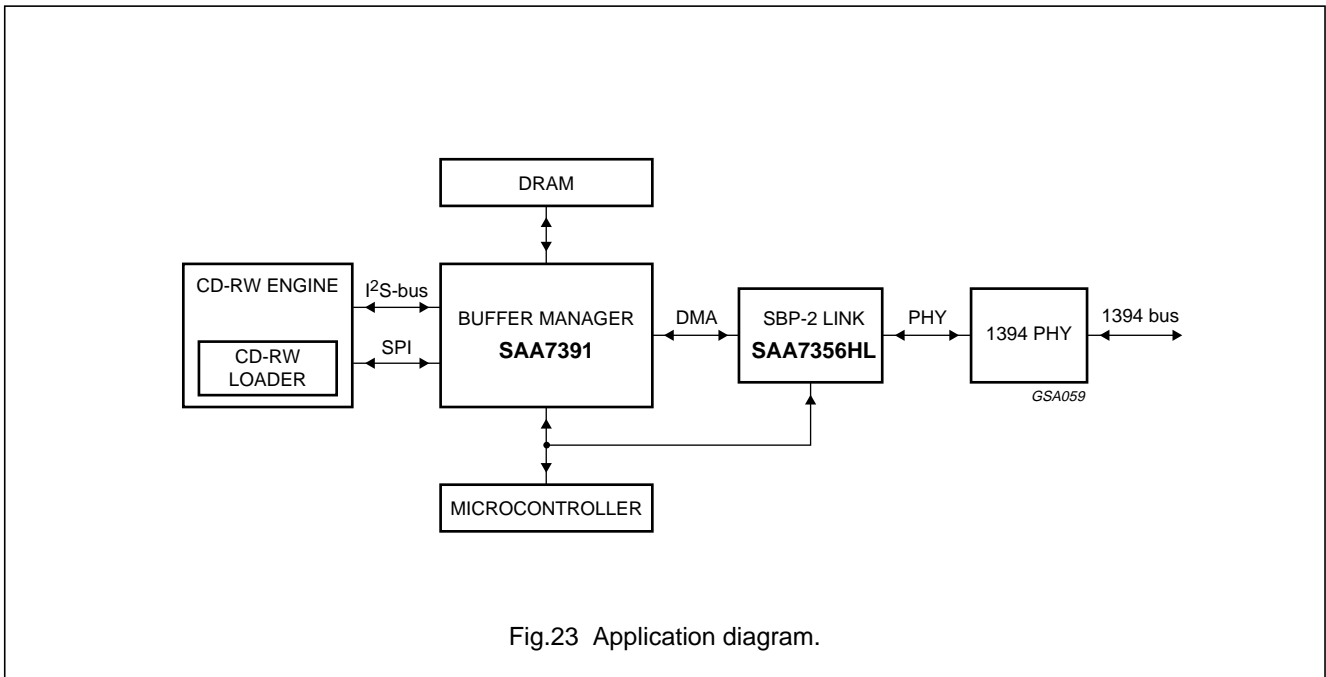 DRAM
CD-RW ENGINE
I²S-bus
BUFFER MANAGER
SAA7391
DMA
SBP-2 LINK
SAA7356HL
PHY
1394 PHY
1394 bus
SPI
CD-RW
LOADER
GSA059
MICROCONTROLLER
Fig.23 Application diagram.